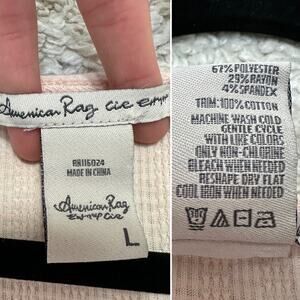 American Rag cie
RR116024
MADE IN CHINA
American Rag
cie
L
67% POLYESTER
29% RAYON
4% SPANDEX
TRIM: 100% COTTON
MACHINE WASH COLD
GENTLE CYCLE
WITH LIKE COLORS
ONLY NON-CHLORINE
BLEACH WHEN NEEDED
RESHAPE DRY FLAT
COOL IRON WHEN NEEDED